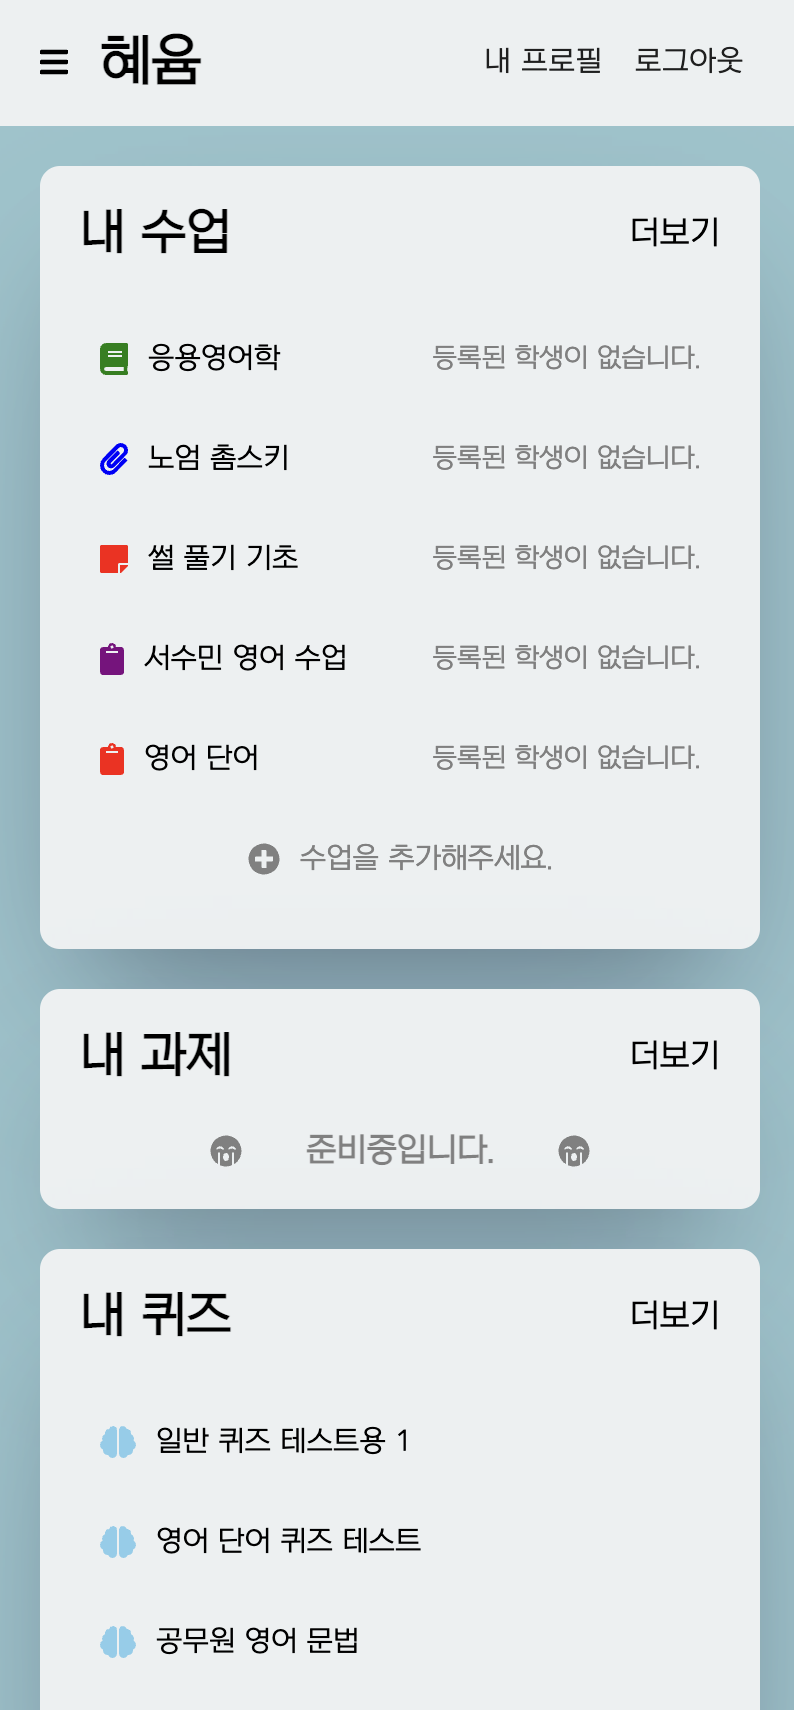 혜윰 내 프로필 로그아웃
내 수업 더보기
응용영어학 등록된 학생이 없습니다.
노엄 촘스키 등록된 학생이 없습니다.
썰 풀기 기초 등록된 학생이 없습니다.
서수민 영어 수업 등록된 학생이 없습니다.
영어 단어 등록된 학생이 없습니다.
수업을 추가해주세요.
내 과제 더보기
준비중입니다.
내 퀴즈 더보기
일반 퀴즈 테스트용 1
영어 단어 퀴즈 테스트
공무원 영어 문법